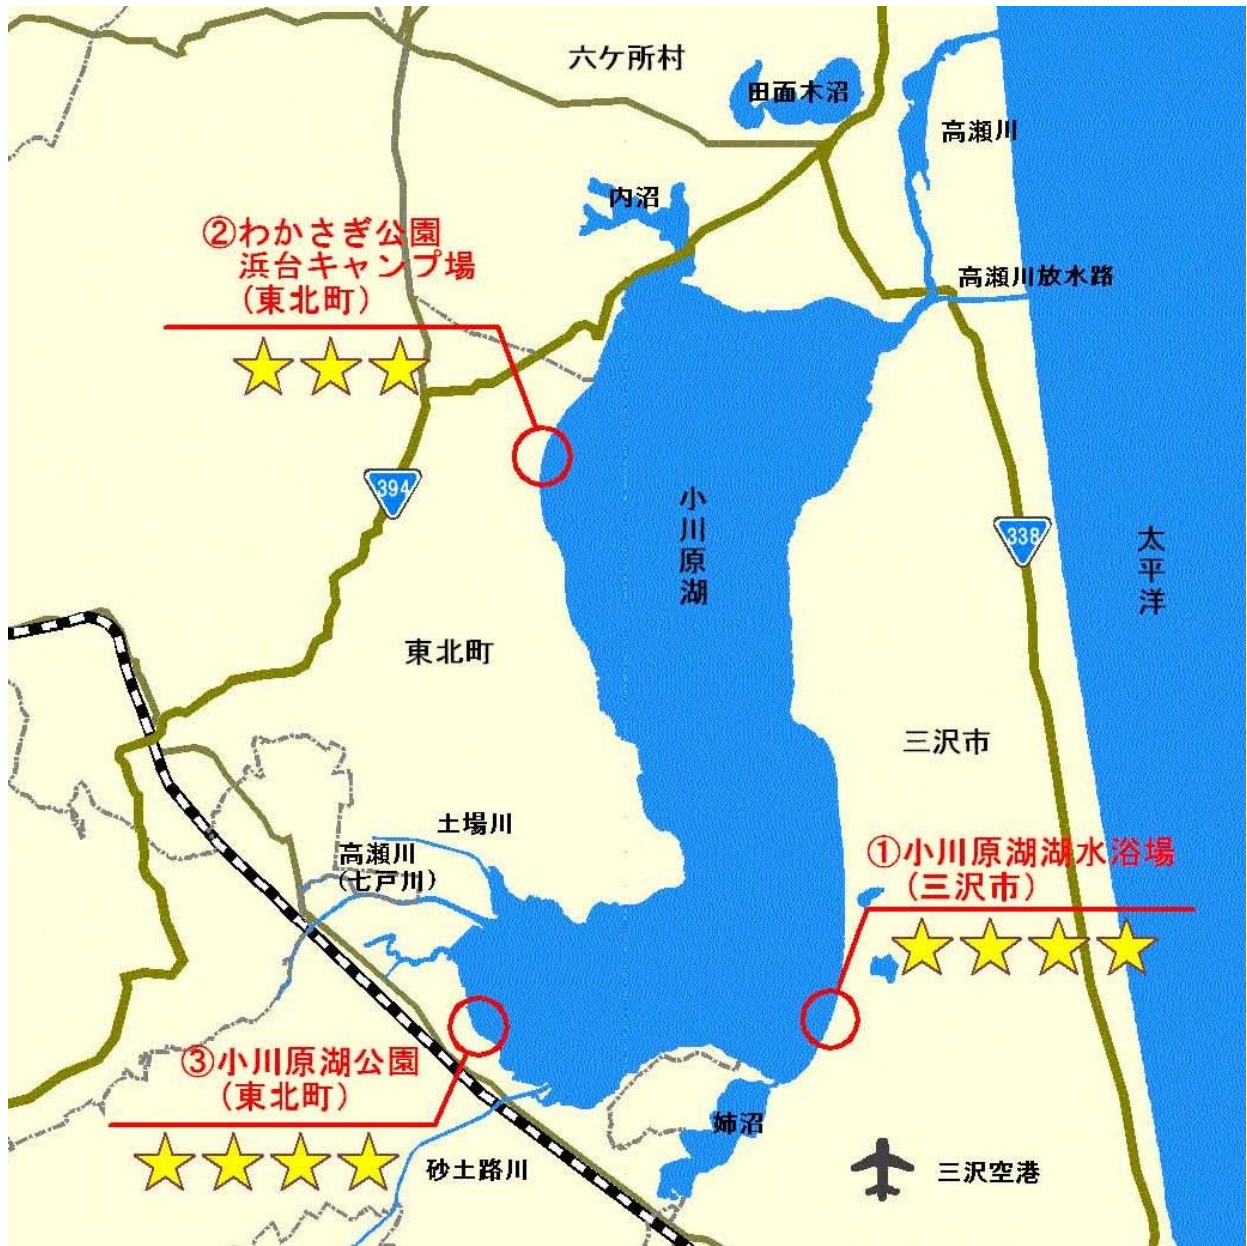 六ケ所村
田面木沼
高瀬川
内沼
②わかさぎ公園
浜台キャンプ場
(東北町)
高瀬川放水路
394
小川原湖
338
太平洋
東北町
三沢市
土場川
高瀬川
(七戸川)
①小川原湖湖水浴場
(三沢市)
③小川原湖公園
(東北町)
姉沼
砂土路川
三沢空港